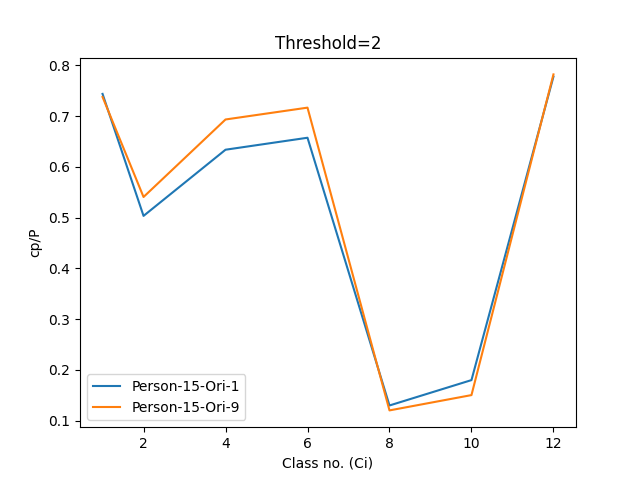 Threshold=2
cp/P
0.8
0.7
0.6
0.5
0.4
0.3
0.2
0.1
Person-15-Ori-1
Person-15-Ori-9
2 4 6 8 10 12
Class no. (Ci)